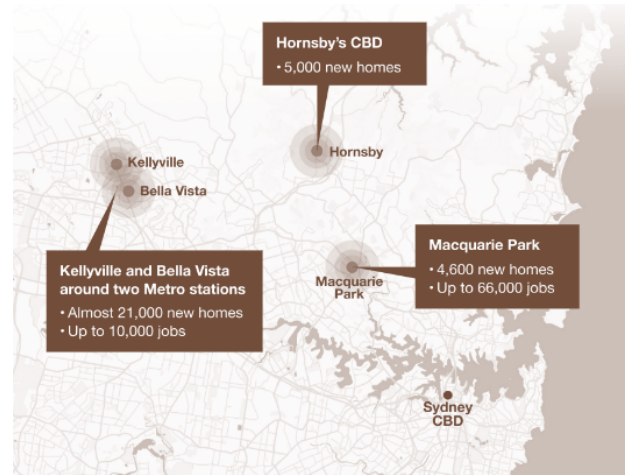 Hornsby's CBD
• 5,000 new homes
Kellyville
Bella Vista
Hornsby
Kellyville and Bella Vista
around two Metro stations
• Almost 21,000 new homes
• Up to 10,000 jobs
Macquarie Park
• 4,600 new homes
• Up to 66,000 jobs
Macquarie
Park
Sydney
CBD